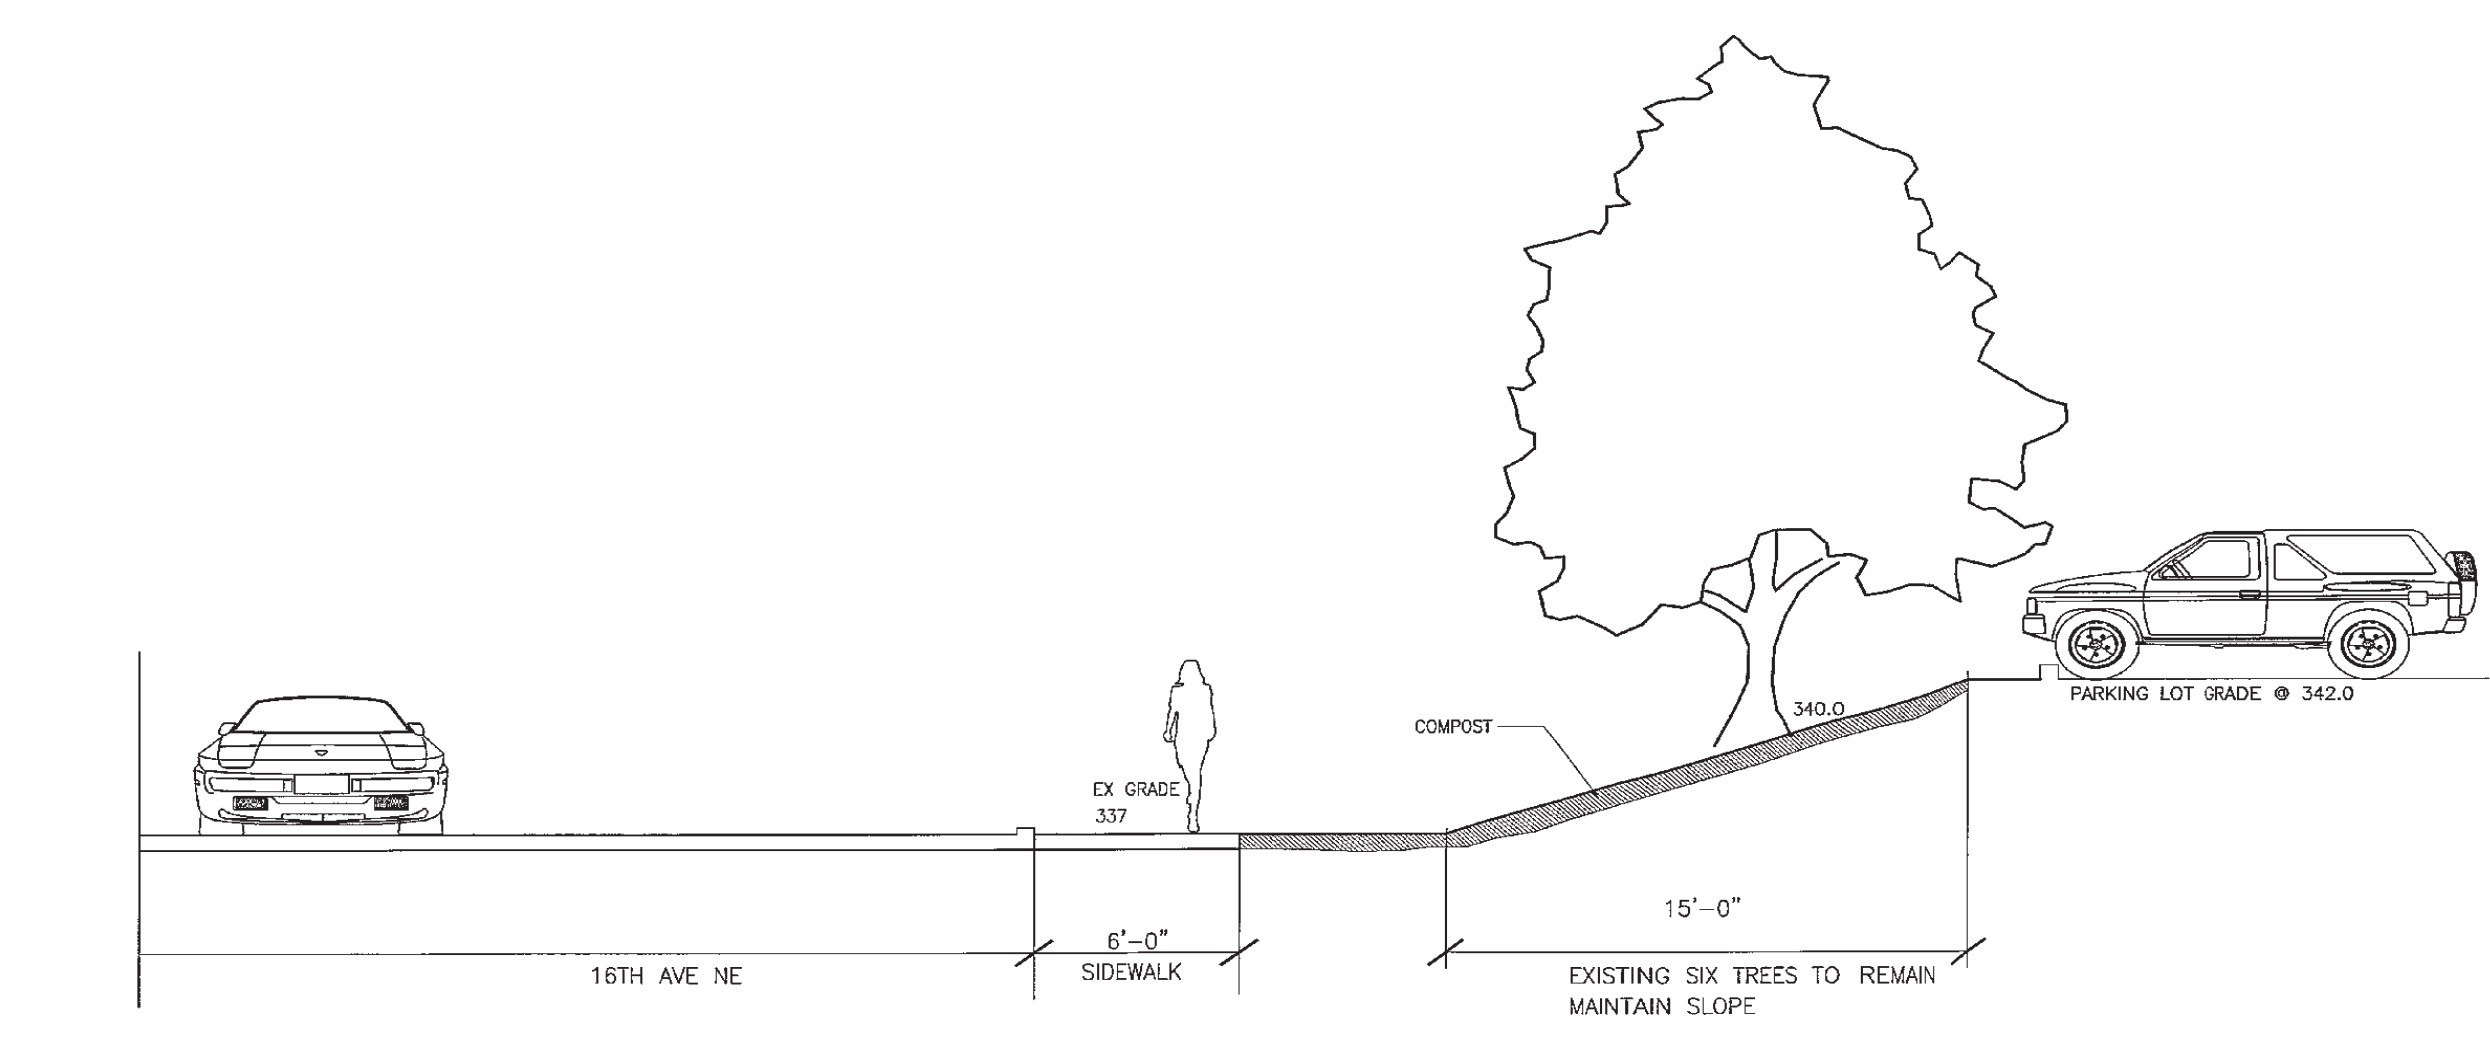 340.0
PARKING LOT GRADE @ 342.0
COMPOST
EX GRADE
337
15'-0"
6'-0"
16TH AVE NE
SIDEWALK
EXISTING SIX TREES TO REMAIN
MAINTAIN SLOPE